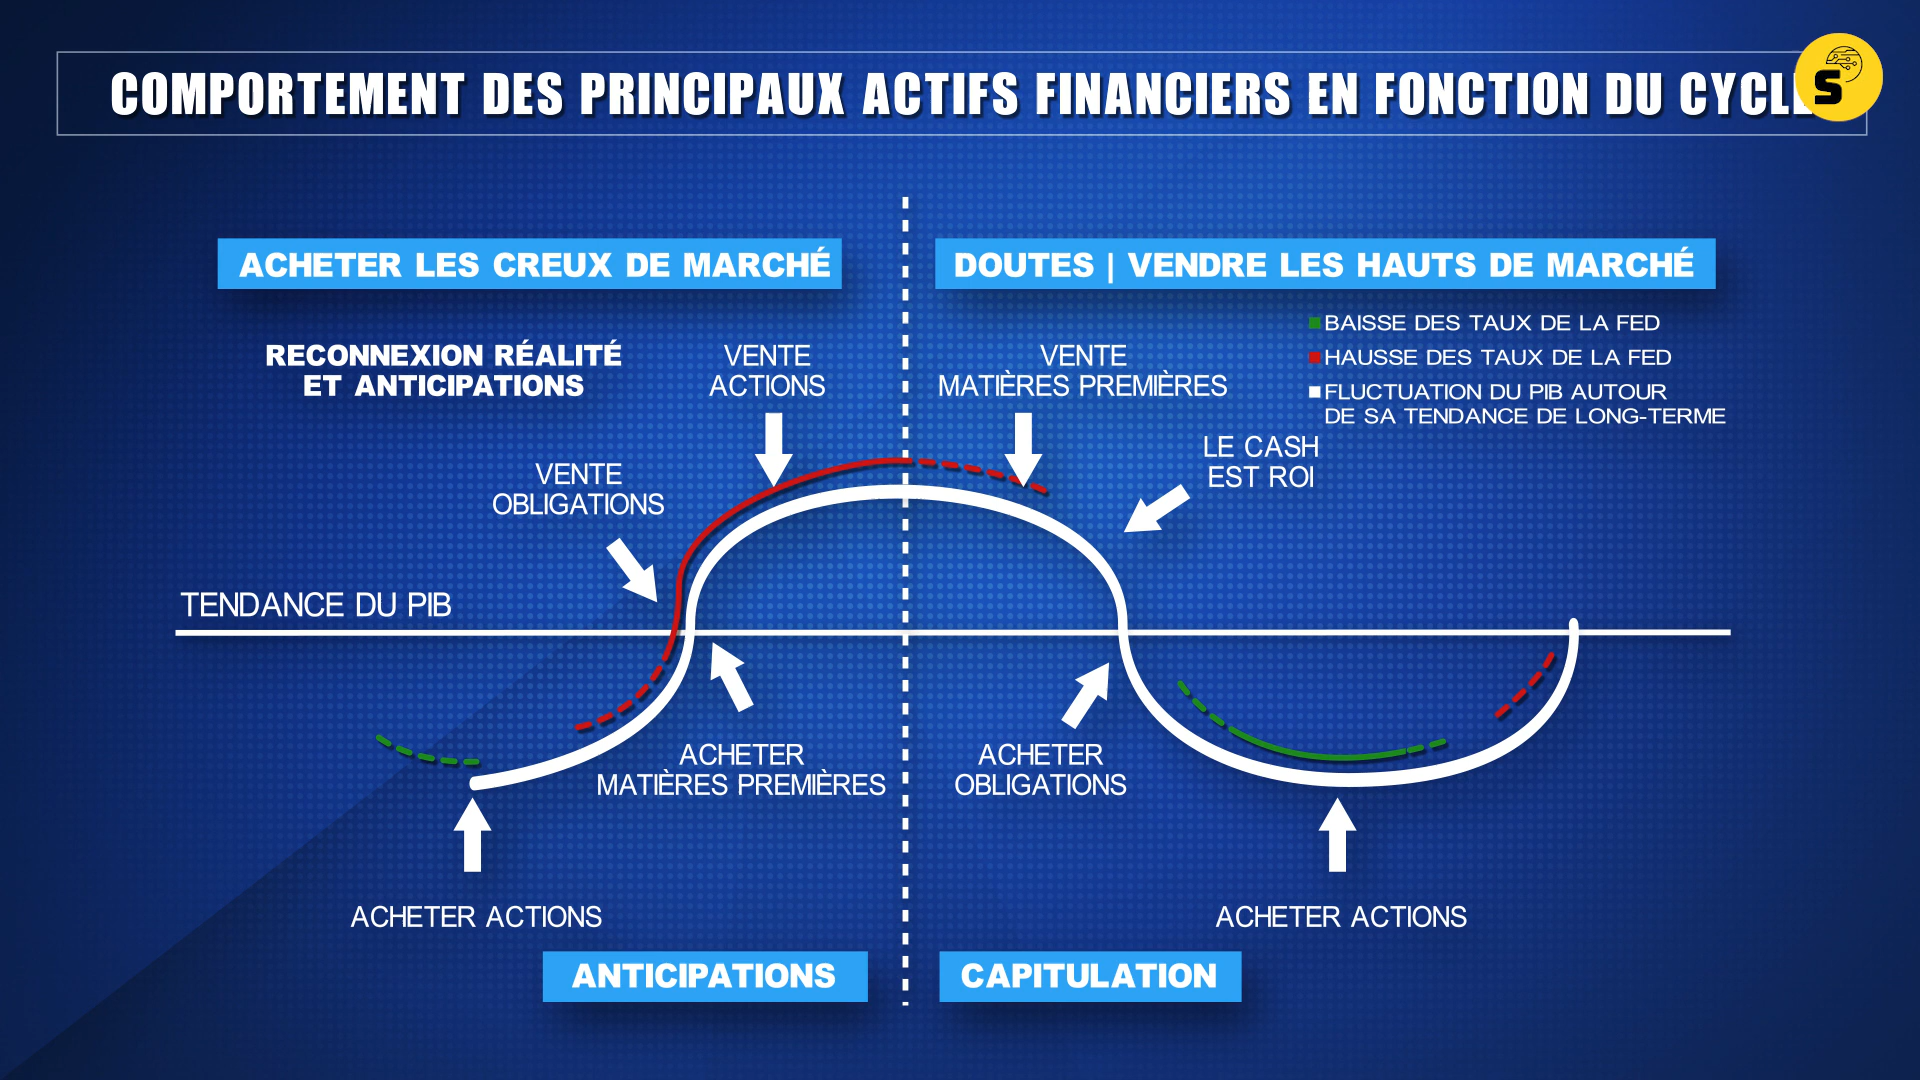 COMPORTEMENT DES PRINCIPAUX ACTIFS FINANCIERS EN FONCTION DU CYCLE
S
ACHETER LES CREUX DE MARCHÉ
DOUTES | VENDRE LES HAUTS DE MARCHÉ
BAISSE DES TAUX DE LA FED
HAUSSE DES TAUX DE LA FED
FLUCTUATION DU PIB AUTOUR
DE SA TENDANCE DE LONG-TERME
RECONNEXION RÉALITÉ
ET ANTICIPATIONS
VENTE
ACTIONS
VENTE
MATIÈRES PREMIÈRES
LE CASH
EST ROI
VENTE
OBLIGATIONS
TENDANCE DU PIB
ACHETER
MATIÈRES PREMIÈRES
ACHETER
OBLIGATIONS
ACHETER ACTIONS
ACHETER ACTIONS
ANTICIPATIONS
CAPITULATION